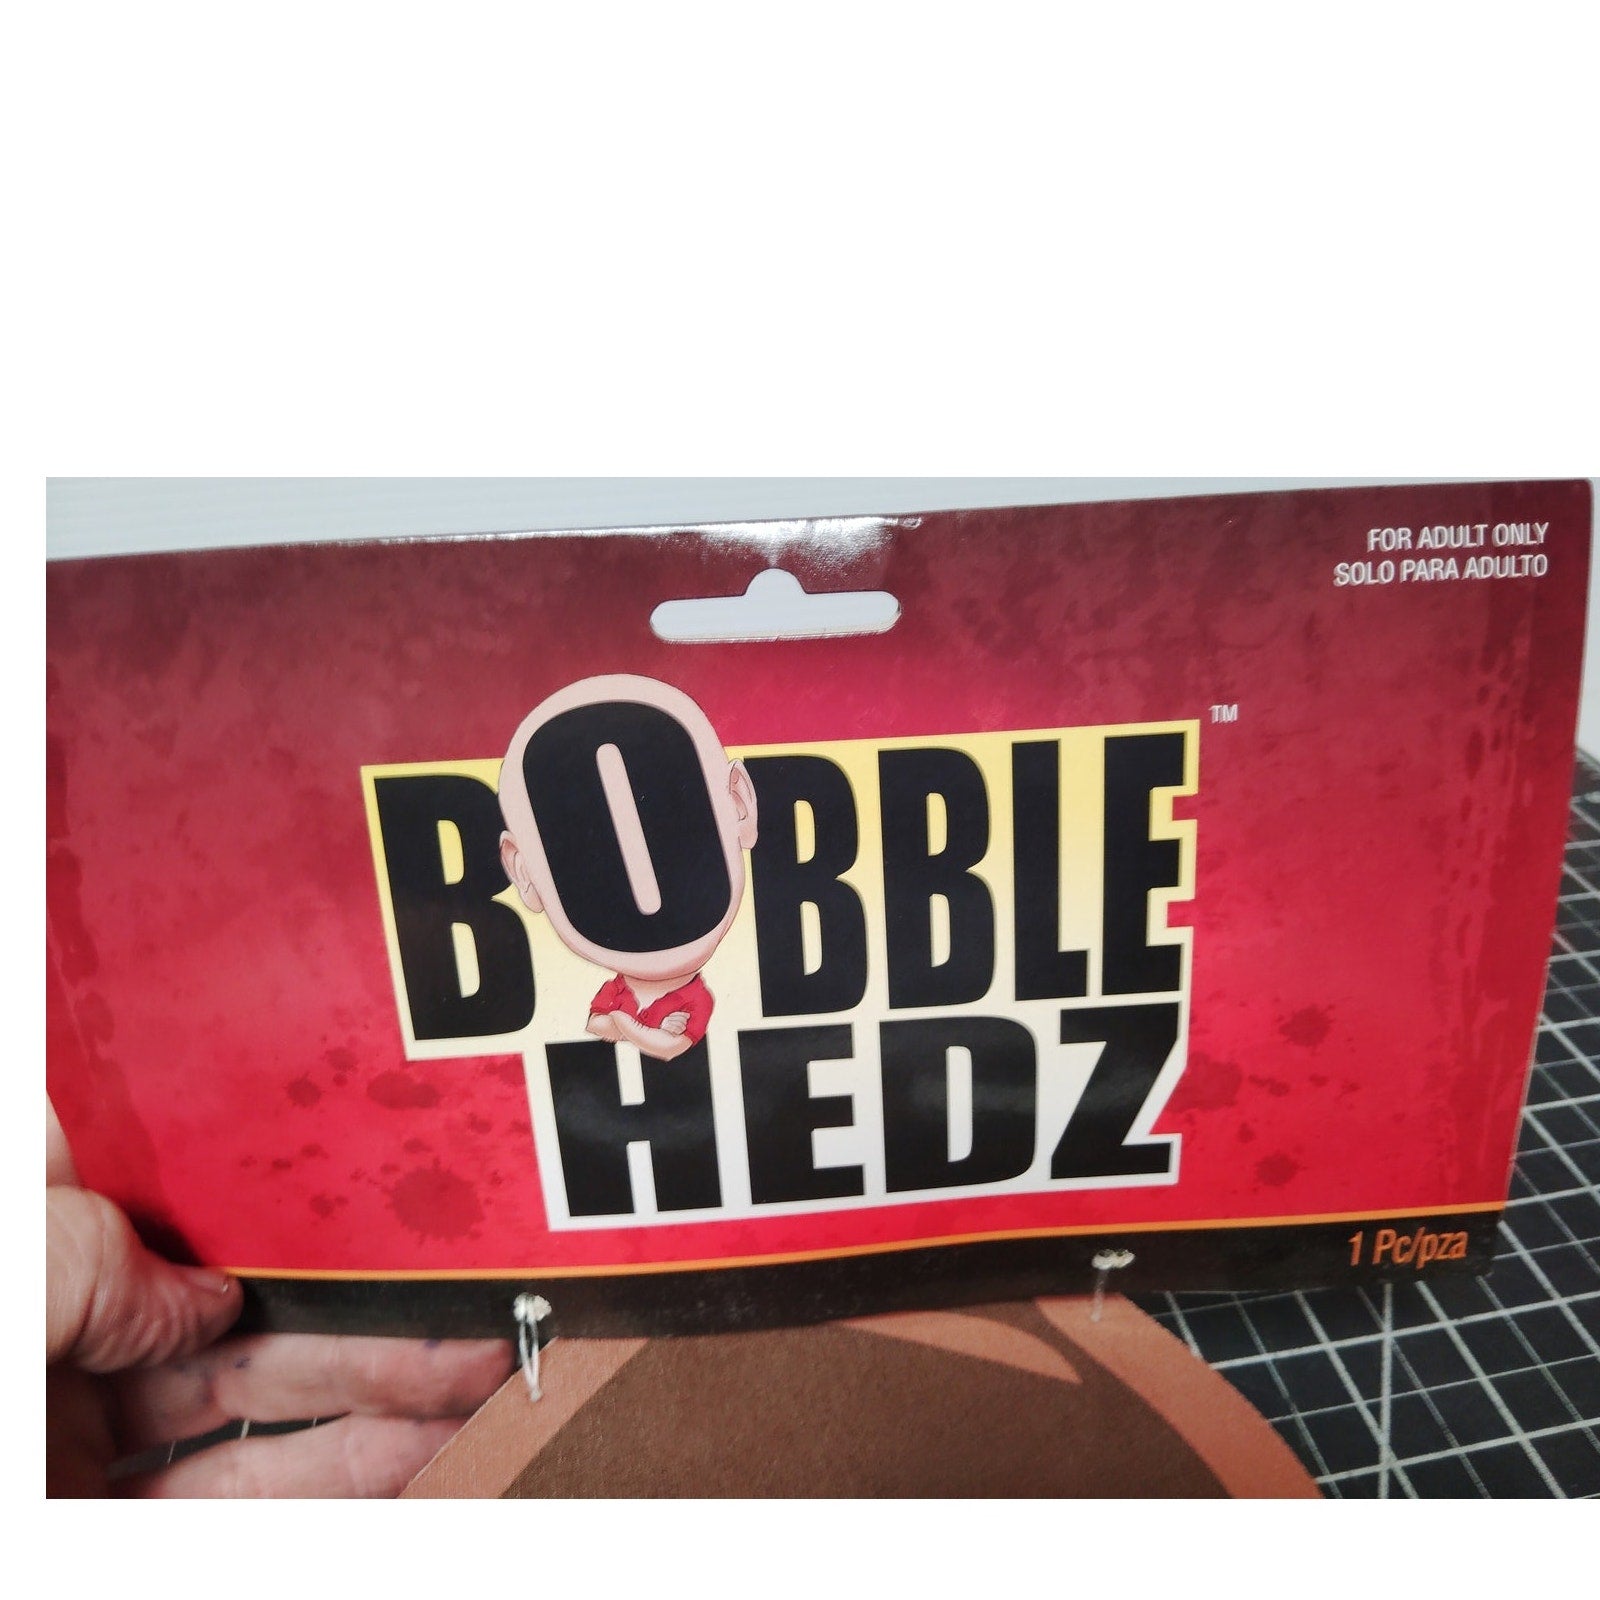 FOR ADULT ONLY
SOLO PARA ADULTO
BOBBLE™
HEDZ
1 Pc/pza